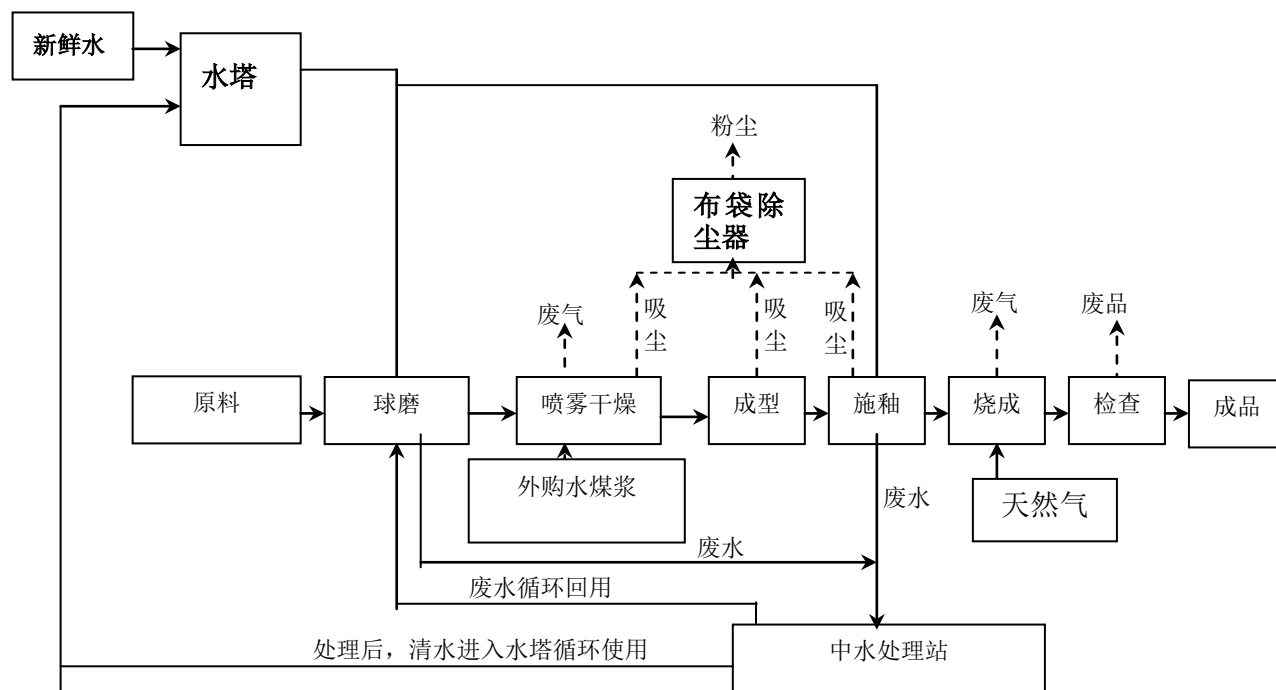 新鲜水
水塔
粉尘
布袋除
尘器
废气
吸
尘
吸
尘
吸
尘
废气
废品
原料
球磨
喷雾干燥
成型
施釉
烧成
检查
成品
外购水煤浆
天然气
废水
废水
废水循环回用
处理后，清水进入水塔循环使用
中水处理站